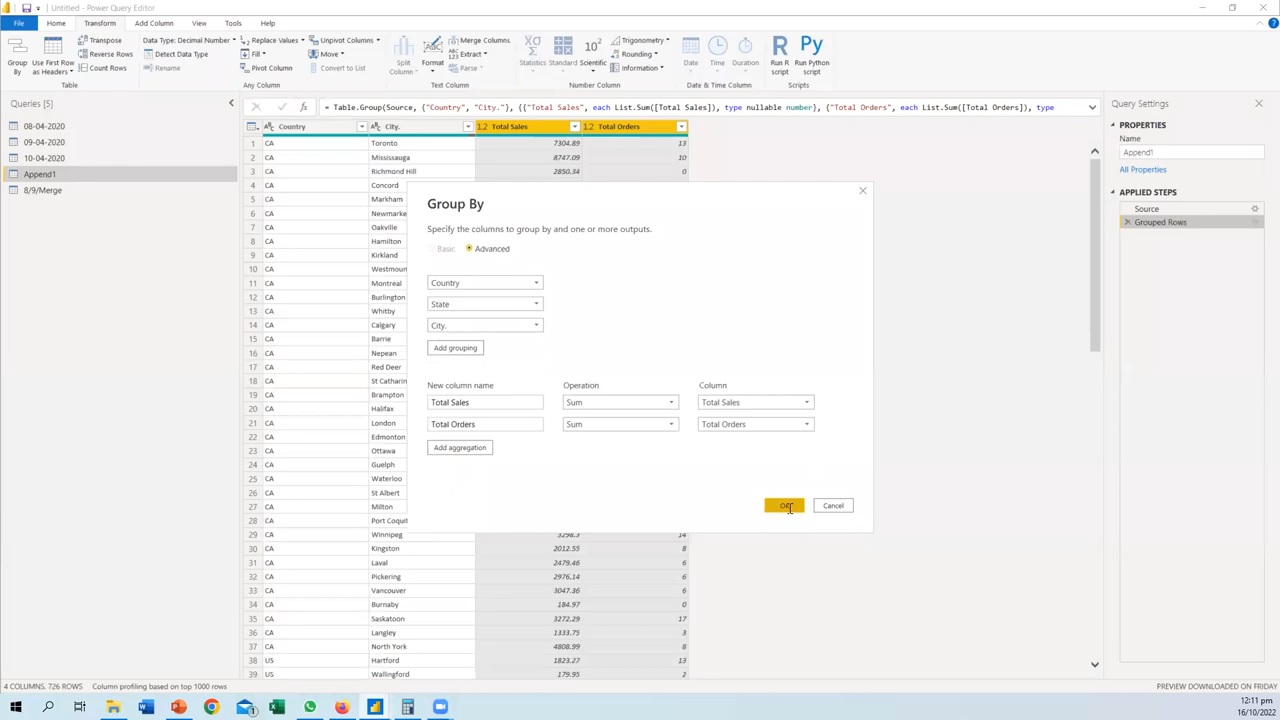 Untitled - Power Query Editor
File Home Transform Add Column View Tools Help
Group By
Use First Row as Headers
Transpose
Reverse Rows
Count Rows
Table
Data Type: Decimal Number
Detect Data Type
Rename
Replace Values
Fill
Pivot Column
Unpivot Columns
Move
Convert to List
Any Column
Split Column
Format
Merge Columns
Extract
Parse
Text Column
Statistics
Standard
Scientific
Trigonometry
Rounding
Information
Number Column
Date
Time
Duration
Date & Time Column
Run R script
Run Python script
Scripts
Queries [5]
08-04-2020
09-04-2020
10-04-2020
Append1
8/9/Merge
= Table.Group(Source, {"Country", "City."}, {{"Total Sales", each List.Sum([Total Sales]), type nullable number}, {"Total Orders", each List.Sum([Total Orders]), type
Country City. 1.2 Total Sales 1.2 Total Orders
1 CA Toronto 7304.89 13
2 CA Mississauga 8747.09 10
3 CA Richmond Hill 2850.34 0
4 CA Concord
5 CA Markham
6 CA Newmarke
7 CA Oakville
8 CA Hamilton
9 CA Kirkland
10 CA Westmoun
11 CA Montreal
12 CA Burlington
13 CA Whitby
14 CA Calgary
15 CA Barrie
16 CA Nepean
17 CA Red Deer
18 CA St Catharin
19 CA Brampton
20 CA Halifax
21 CA London
22 CA Edmonton
23 CA Ottawa
24 CA Guelph
25 CA Waterloo
26 CA St Albert
27 CA Milton
28 CA Port Coquit
29 CA Winnipeg 3298.3 14
30 CA Kingston 2012.55 8
31 CA Laval 2479.46 6
32 CA Pickering 2976.14 6
33 CA Vancouver 3047.36 6
34 CA Burnaby 184.97 0
35 CA Saskatoon 3272.29 17
36 CA Langley 1333.75 3
37 CA North York 4808.99 8
38 US Hartford 1823.27 13
39 US Wallingford 179.95 2
Group By
Specify the columns to group by and one or more outputs.
Basic Advanced
Country
State
City.
Add grouping
New column name Operation Column
Total Sales Sum Total Sales
Total Orders Sum Total Orders
Add aggregation
OK Cancel
Query Settings
PROPERTIES
Name
Append1
All Properties
APPLIED STEPS
Source
Grouped Rows
4 COLUMNS, 726 ROWS Column profiling based on top 1000 rows
PREVIEW DOWNLOADED ON FRIDAY
12:11 pm
16/10/2022